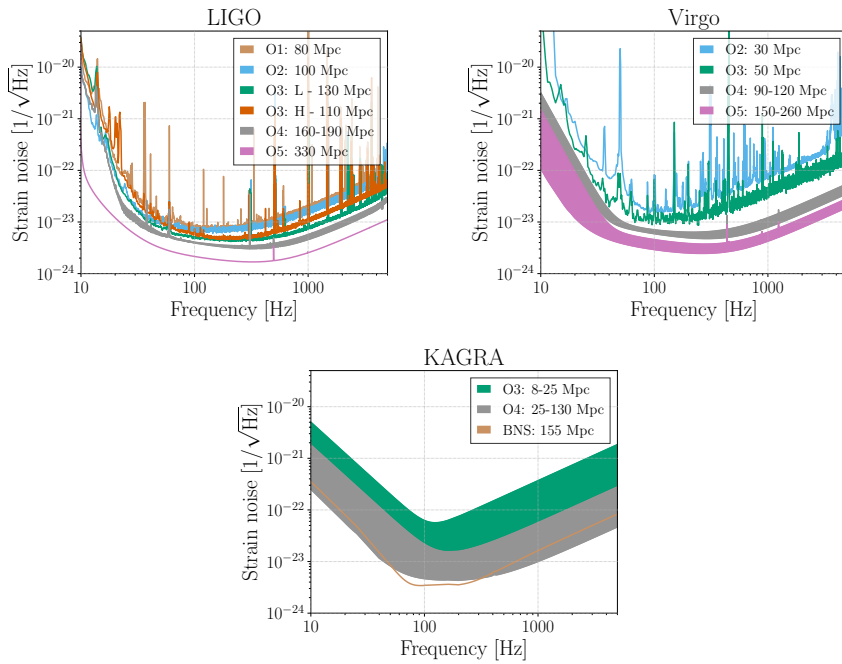 LIGO
Strain noise [1/√Hz]
10⁻²⁰
10⁻²¹
10⁻²²
10⁻²³
10⁻²⁴
O1: 80 Mpc
O2: 100 Mpc
O3: L - 130 Mpc
O3: H - 110 Mpc
O4: 160-190 Mpc
O5: 330 Mpc
10 100 1000
Frequency [Hz]
Virgo
Strain noise [1/√Hz]
10⁻²⁰
10⁻²¹
10⁻²²
10⁻²³
10⁻²⁴
O2: 30 Mpc
O3: 50 Mpc
O4: 90-120 Mpc
O5: 150-260 Mpc
10 100 1000
Frequency [Hz]
KAGRA
Strain noise [1/√Hz]
10⁻²⁰
10⁻²¹
10⁻²²
10⁻²³
10⁻²⁴
O3: 8-25 Mpc
O4: 25-130 Mpc
BNS: 155 Mpc
10 100 1000
Frequency [Hz]